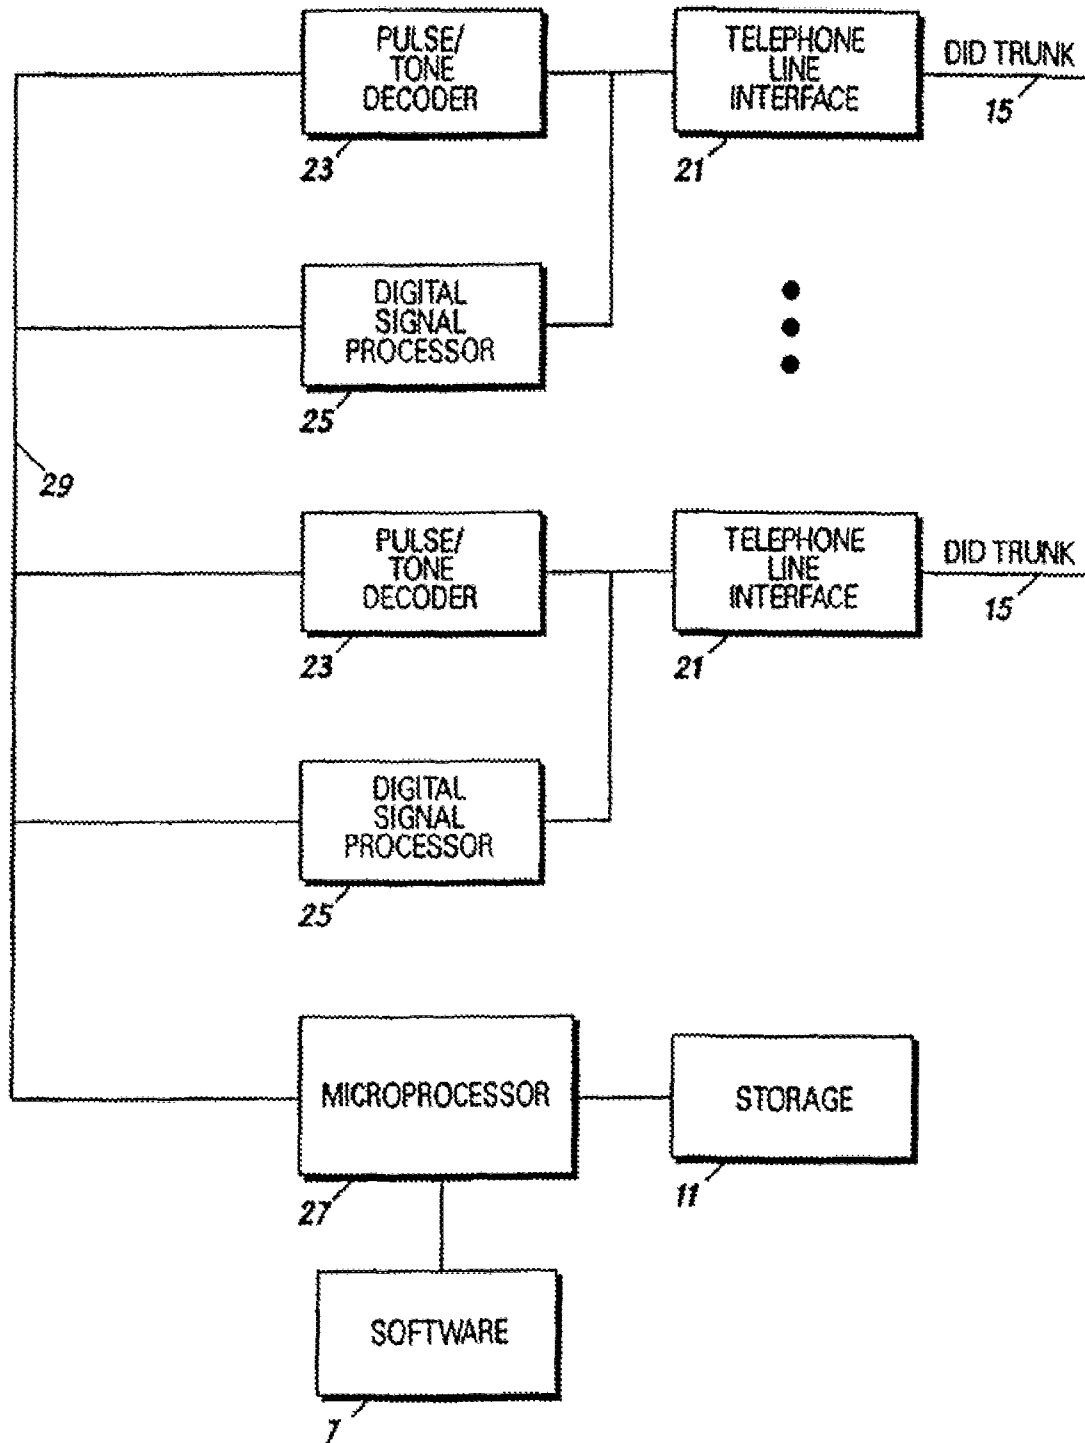 PULSE/
TONE
DECODER
23
TELEPHONE
LINE
INTERFACE
21
DID TRUNK
15
DIGITAL
SIGNAL
PROCESSOR
25
29
PULSE/
TONE
DECODER
23
TELEPHONE
LINE
INTERFACE
21
DID TRUNK
15
DIGITAL
SIGNAL
PROCESSOR
25
MICROPROCESSOR
27
STORAGE
11
SOFTWARE
7